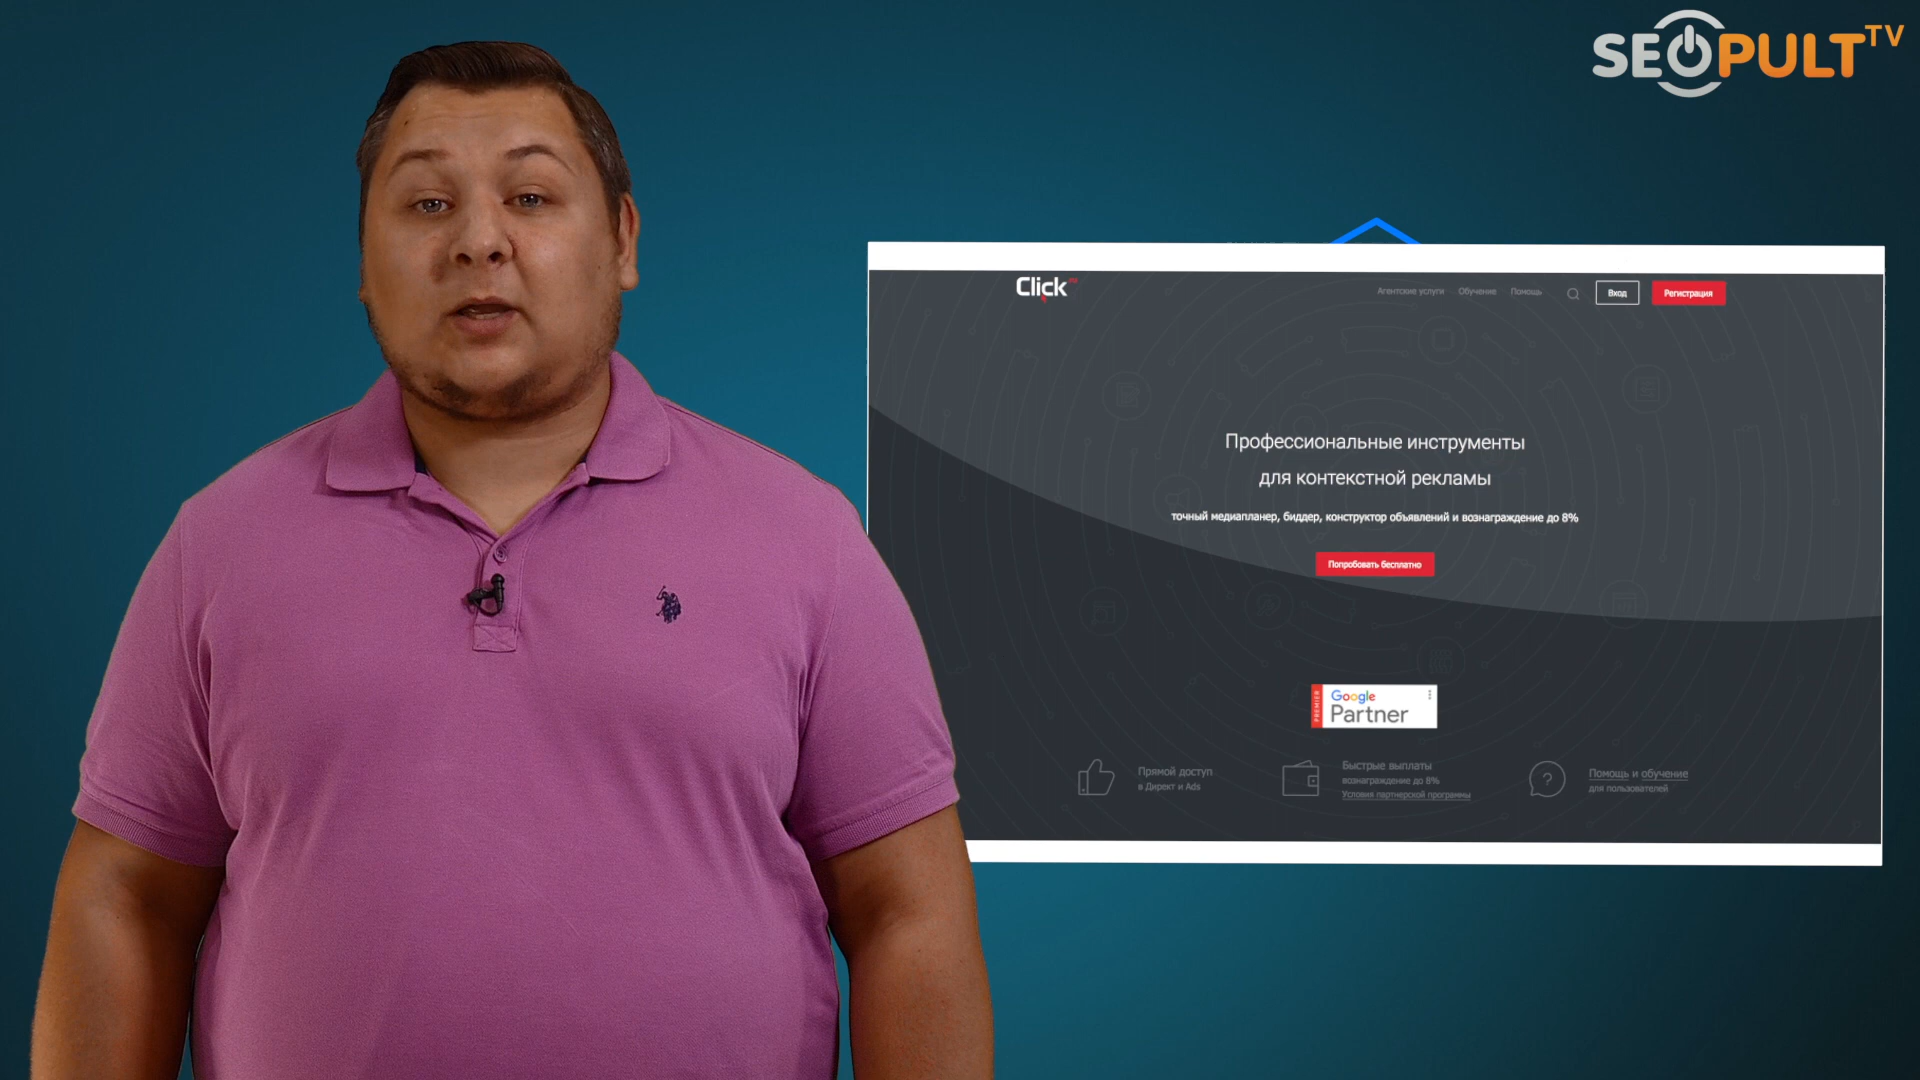 SEOPULT TV
Click
Агентские услуги
Обучение
Помощь
Вход
Регистрация
Профессиональные инструменты
для контекстной рекламы
точный медиапланер, биддер, конструктор объявлений и вознаграждение до 8%
Попробовать бесплатно
PREMIER
Google
Partner
Прямой доступ
в Директ и Ads
Быстрые выплаты
вознаграждение до 8%
Условия партнерской программы
Помощь и обучение
для пользователей